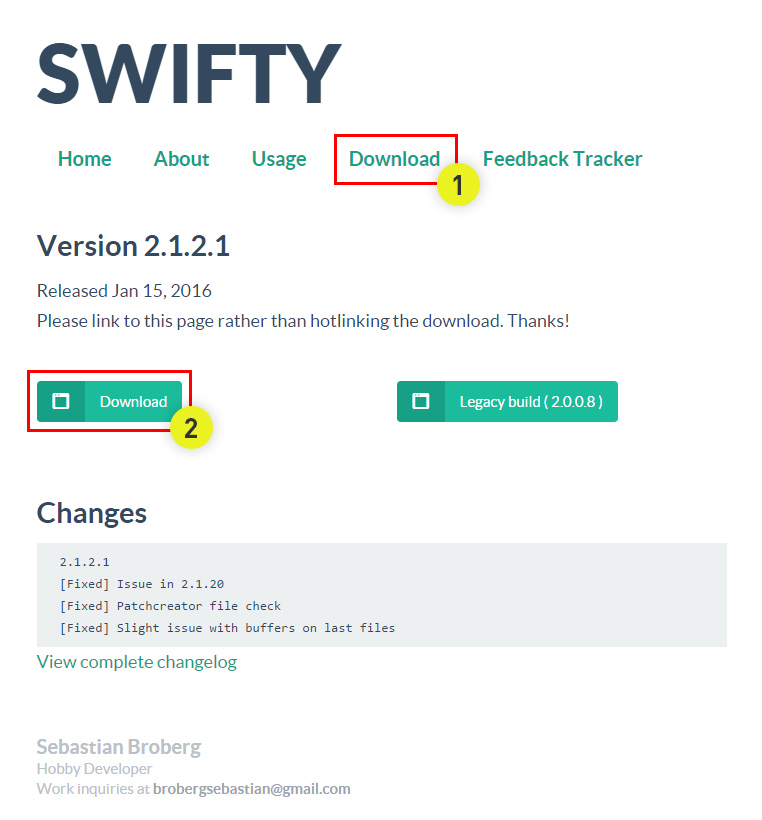 SWIFTY
Home About Usage Download Feedback Tracker
1
Version 2.1.2.1
Released Jan 15, 2016
Please link to this page rather than hotlinking the download. Thanks!
Download Legacy build ( 2.0.0.8 )
2
Changes
2.1.2.1
[Fixed] Issue in 2.1.20
[Fixed] Patchcreator file check
[Fixed] Slight issue with buffers on last files
View complete changelog
Sebastian Broberg
Hobby Developer
Work inquiries at brobergsebastian@gmail.com